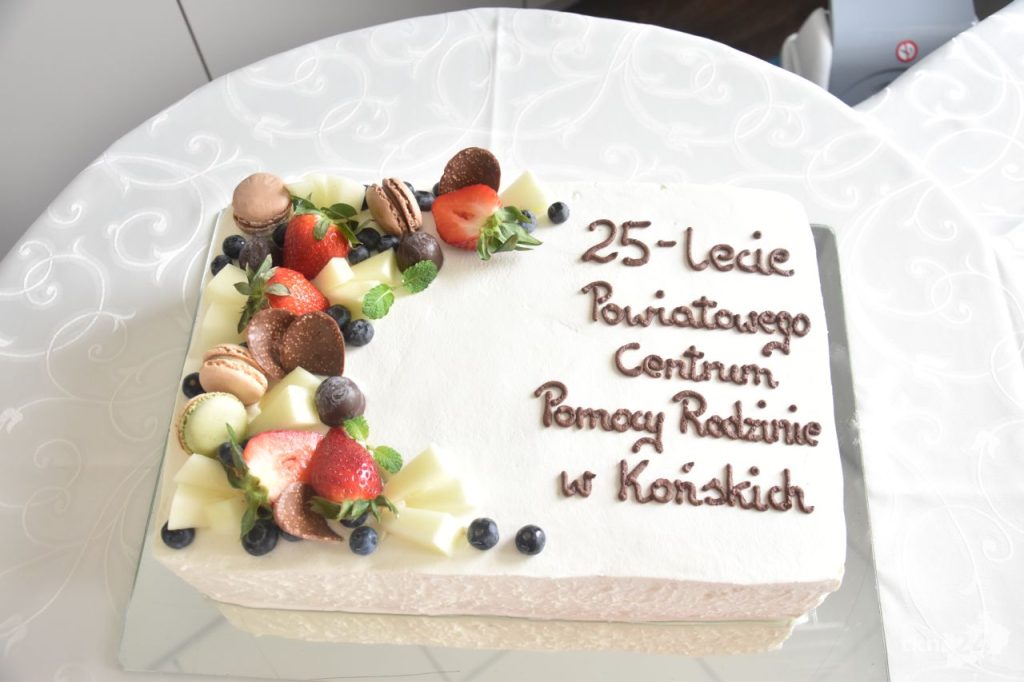 25-lecie
Powiatowego
Centrum
Pomocy Rodzinie
w Końskich